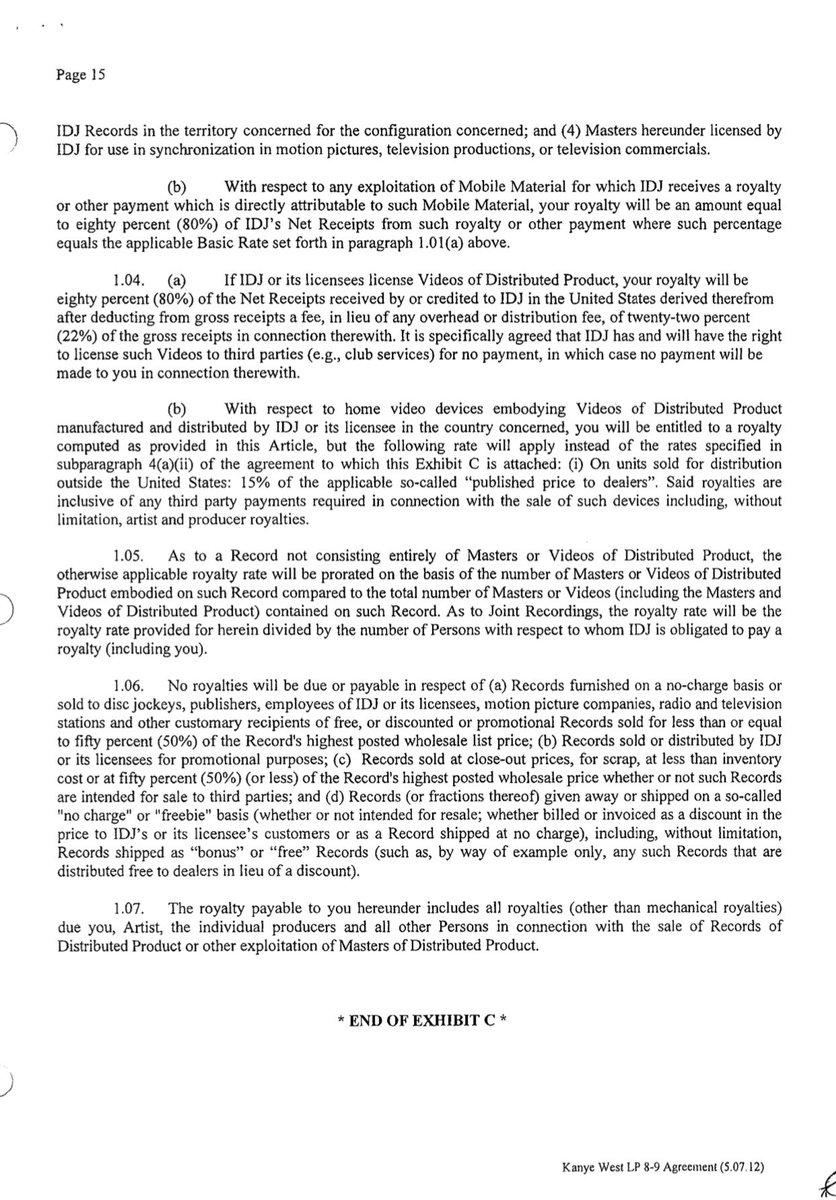 Page 15
IDJ Records in the territory concerned for the configuration concerned; and (4) Masters hereunder licensed by
IDJ for use in synchronization in motion pictures, television productions, or television commercials.
(b) With respect to any exploitation of Mobile Material for which IDJ receives a royalty
or other payment which is directly attributable to such Mobile Material, your royalty will be an amount equal
to eighty percent (80%) of IDJ's Net Receipts from such royalty or other payment where such percentage
equals the applicable Basic Rate set forth in paragraph 1.01(a) above.
1.04. (a) If IDJ or its licensees license Videos of Distributed Product, your royalty will be
eighty percent (80%) of the Net Receipts received by or credited to IDJ in the United States derived therefrom
after deducting from gross receipts a fee, in lieu of any overhead or distribution fee, of twenty-two percent
(22%) of the gross receipts in connection therewith. It is specifically agreed that IDJ has and will have the right
to license such Videos to third parties (e.g., club services) for no payment, in which case no payment will be
made to you in connection therewith.
(b) With respect to home video devices embodying Videos of Distributed Product
manufactured and distributed by IDJ or its licensee in the country concerned, you will be entitled to a royalty
computed as provided in this Article, but the following rate will apply instead of the rates specified in
subparagraph 4(a)(ii) of the agreement to which this Exhibit C is attached: (i) On units sold for distribution
outside the United States: 15% of the applicable so-called “published price to dealers”. Said royalties are
inclusive of any third party payments required in connection with the sale of such devices including, without
limitation, artist and producer royalties.
1.05. As to a Record not consisting entirely of Masters or Videos of Distributed Product, the
otherwise applicable royalty rate will be prorated on the basis of the number of Masters or Videos of Distributed
Product embodied on such Record compared to the total number of Masters or Videos (including the Masters and
Videos of Distributed Product) contained on such Record. As to Joint Recordings, the royalty rate will be the
royalty rate provided for herein divided by the number of Persons with respect to whom IDJ is obligated to pay a
royalty (including you).
1.06. No royalties will be due or payable in respect of (a) Records furnished on a no-charge basis or
sold to disc jockeys, publishers, employees of IDJ or its licensees, motion picture companies, radio and television
stations and other customary recipients of free, or discounted or promotional Records sold for less than or equal
to fifty percent (50%) of the Record's highest posted wholesale list price; (b) Records sold or distributed by IDJ
or its licensees for promotional purposes; (c) Records sold at close-out prices, for scrap, at less than inventory
cost or at fifty percent (50%) (or less) of the Record's highest posted wholesale price whether or not such Records
are intended for sale to third parties; and (d) Records (or fractions thereof) given away or shipped on a so-called
"no charge" or "freebie" basis (whether or not intended for resale; whether billed or invoiced as a discount in the
price to IDJ's or its licensee's customers or as a Record shipped at no charge), including, without limitation,
Records shipped as “bonus” or “free” Records (such as, by way of example only, any such Records that are
distributed free to dealers in lieu of a discount).
1.07. The royalty payable to you hereunder includes all royalties (other than mechanical royalties)
due you, Artist, the individual producers and all other Persons in connection with the sale of Records of
Distributed Product or other exploitation of Masters of Distributed Product.
* END OF EXHIBIT C *
Kanye West LP 8-9 Agreement (5.07.12)